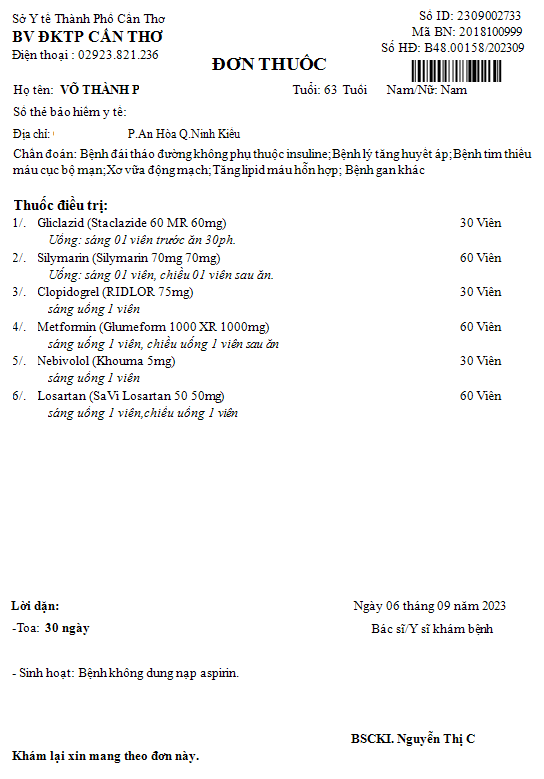 Sở Y tế Thành Phố Cần Thơ
BV ĐKTP CẦN THƠ
Điện thoại : 02923.821.236
Số ID: 2309002733
Mã BN: 2018100999
Số HĐ: B48.00158/202309
ĐƠN THUỐC
Họ tên: VÕ THÀNH P Tuổi: 63 Tuổi Nam/Nữ: Nam
Số thẻ bảo hiểm y tế:
Địa chỉ: P.An Hòa Q.Ninh Kiều
Chẩn đoán: Bệnh đái tháo đường không phụ thuộc insuline;Bệnh lý tăng huyết áp;Bệnh tim thiếu
máu cục bộ mạn;Xơ vữa động mạch;Tăng lipid máu hỗn hợp; Bệnh gan khác
Thuốc điều trị:
1/. Gliclazid (Staclazide 60 MR 60mg) 30 Viên
Uống: sáng 01 viên trước ăn 30ph.
2/. Silymarin (Silymarin 70mg 70mg) 60 Viên
Uống: sáng 01 viên, chiều 01 viên sau ăn.
3/. Clopidogrel (RIDLOR 75mg) 30 Viên
sáng uống 1 viên
4/. Metformin (Glumeform 1000 XR 1000mg) 60 Viên
sáng uống 1 viên, chiều uống 1 viên sau ăn
5/. Nebivolol (Khouma 5mg) 30 Viên
sáng uống 1 viên
6/. Losartan (SaVi Losartan 50 50mg) 60 Viên
sáng uống 1 viên,chiều uống 1 viên
Lời dặn:
Ngày 06 tháng 09 năm 2023
-Toa: 30 ngày
Bác sĩ/Y sĩ khám bệnh
- Sinh hoạt: Bệnh không dung nạp aspirin.
BSCKI. Nguyễn Thị C
Khám lại xin mang theo đơn này.